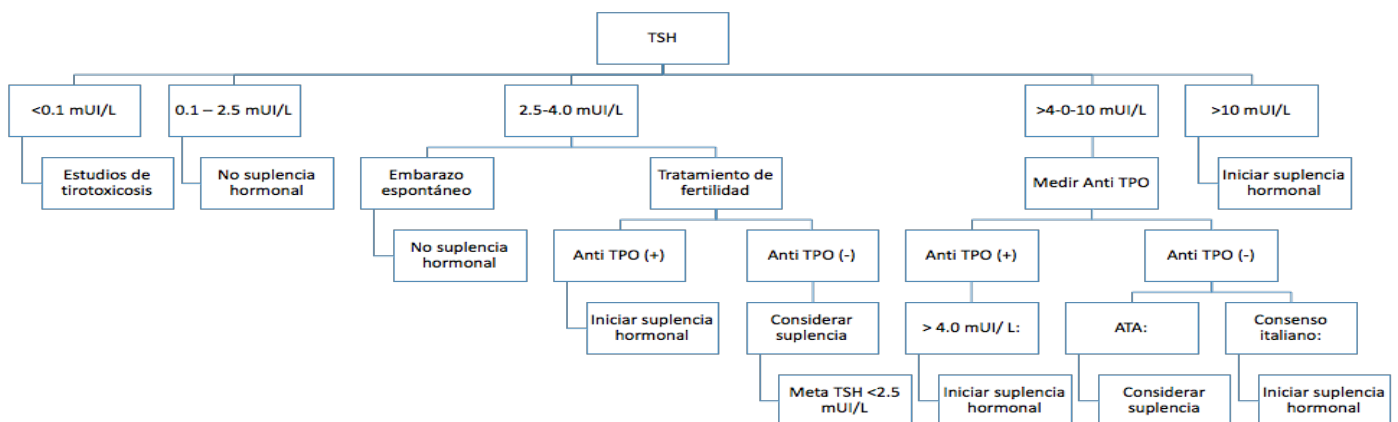 TSH
<0.1 mUI/L
0.1 – 2.5 mUI/L
2.5-4.0 mUI/L
>4-0-10 mUI/L
>10 mUI/L
Estudios de
tirotoxicosis
No suplencia
hormonal
Embarazo
espontáneo
Tratamiento de
fertilidad
Medir Anti TPO
Iniciar suplencia
hormonal
No suplencia
hormonal
Anti TPO (+)
Anti TPO (-)
Anti TPO (+)
Anti TPO (-)
Iniciar suplencia
hormonal
Considerar
suplencia
> 4.0 mUI/ L:
ATA:
Consenso
italiano:
Meta TSH <2.5
mUI/L
Iniciar suplencia
hormonal
Considerar
suplencia
Iniciar suplencia
hormonal